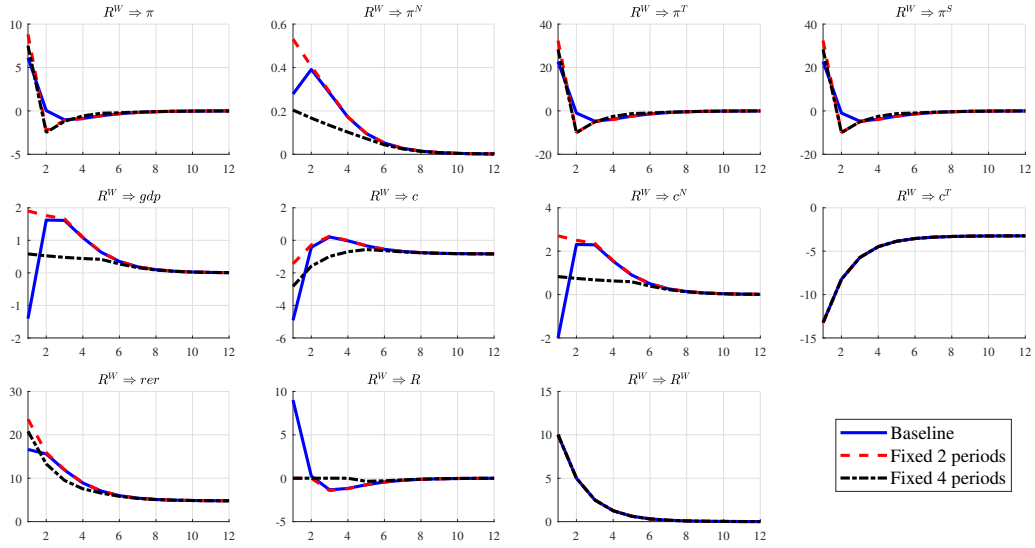 R^W ⇒ π
R^W ⇒ π^N
R^W ⇒ π^T
R^W ⇒ π^S
10
5
0
-5
2 4 6 8 10 12
0.6
0.4
0.2
0
2 4 6 8 10 12
40
20
0
-20
2 4 6 8 10 12
40
20
0
-20
2 4 6 8 10 12
R^W ⇒ gdp
R^W ⇒ c
R^W ⇒ c^N
R^W ⇒ c^T
2
1
0
-1
-2
2 4 6 8 10 12
2
0
-2
-4
-6
2 4 6 8 10 12
4
2
0
-2
2 4 6 8 10 12
0
-5
-10
-15
2 4 6 8 10 12
R^W ⇒ rer
R^W ⇒ R
R^W ⇒ R^W
30
20
10
0
2 4 6 8 10 12
10
5
0
-5
2 4 6 8 10 12
15
10
5
0
2 4 6 8 10 12
Baseline
Fixed 2 periods
Fixed 4 periods